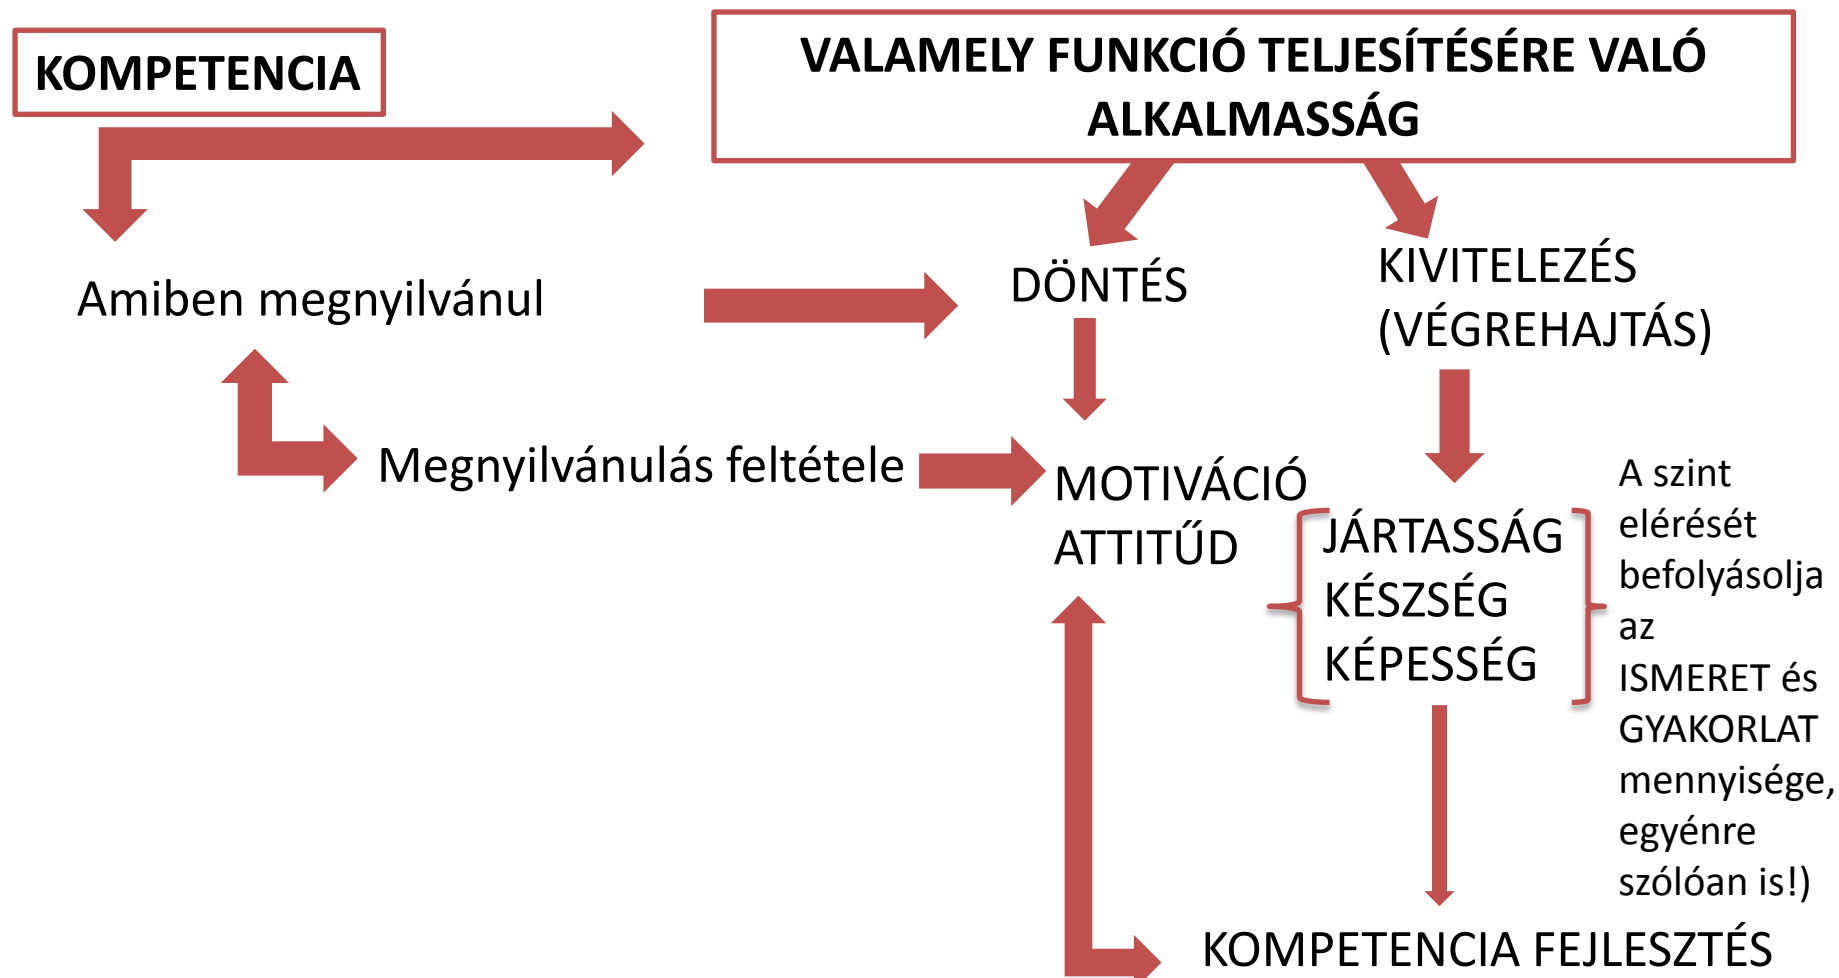 KOMPETENCIA
VALAMELY FUNKCIÓ TELJESÍTÉSÉRE VALÓ
ALKALMASSÁG
Amiben megnyilvánul
DÖNTÉS
KIVITELEZÉS
(VÉGREHAJTÁS)
Megnyilvánulás feltétele
MOTIVÁCIÓ
ATTITŰD
JÁRTASSÁG
KÉSZSÉG
KÉPESSÉG
A szint
elérését
befolyásolja
az
ISMERET és
GYAKORLAT
mennyisége,
egyénre
szólóan is!)
KOMPETENCIA FEJLESZTÉS